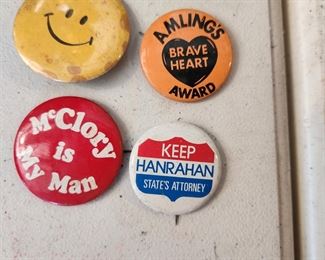 AMLING'S
BRAVE
HEART
AWARD
McClory
is
My Man
KEEP
HANRAHAN
STATE'S ATTORNEY